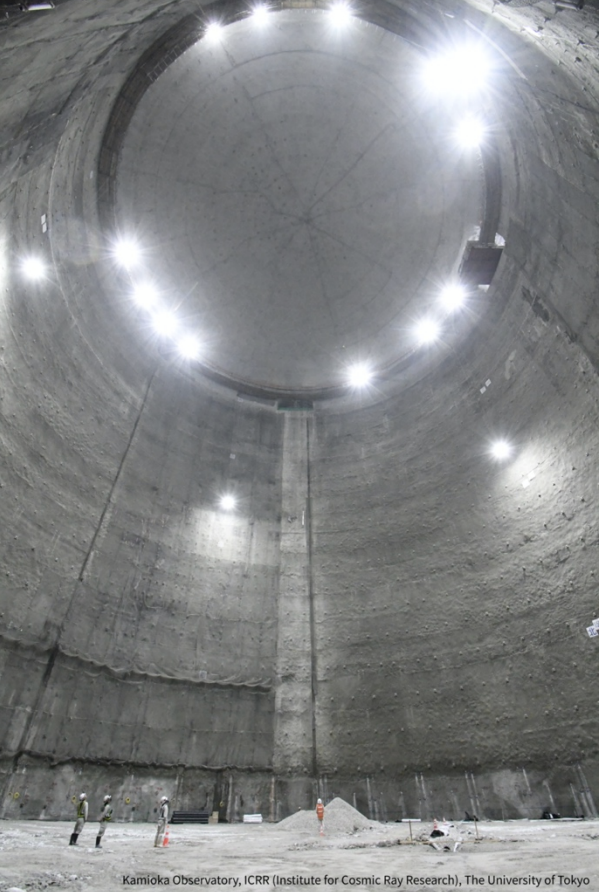 Kamioka Observatory, ICRR (Institute for Cosmic Ray Research), The University of Tokyo